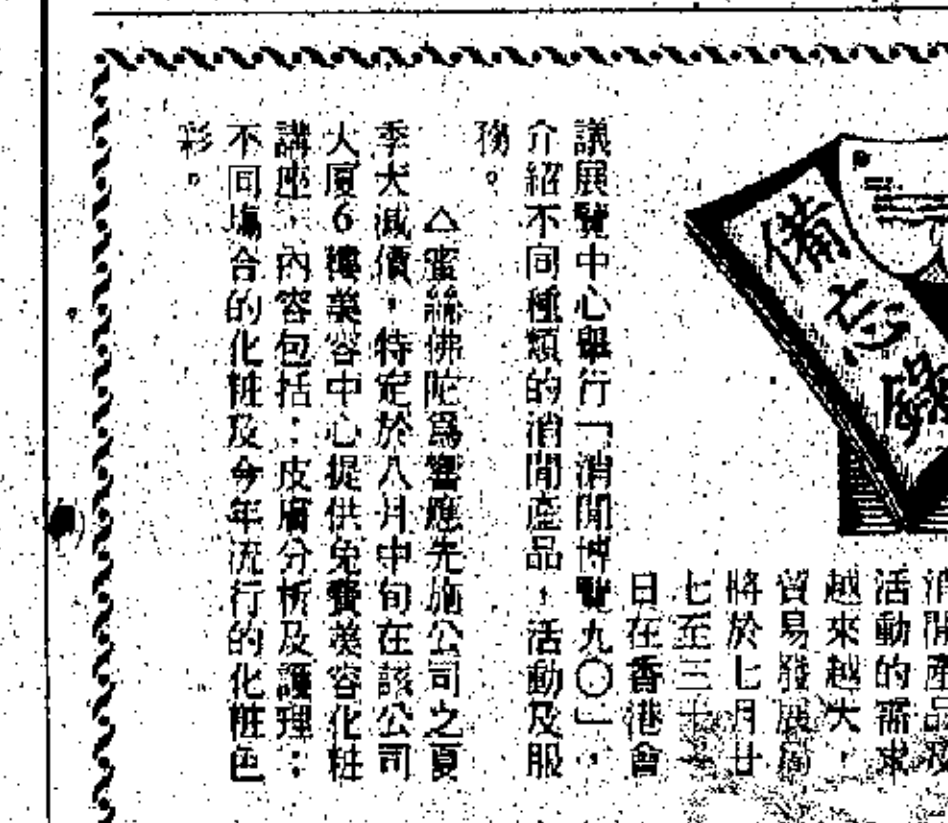 備忘錄
消閒產品及
活動的需求
越來越大，
貿易發展局
將於七月廿
七至三十
日在香港會
議展覽中心舉行「消閒博覽九〇」，
介紹不同種類的消閒產品，活動及服
務。
△蜜絲佛陀爲響應先施公司之夏
季大減價，特定於八月中旬在該公司
大厦6樓美容中心提供免費美容化粧
講座，內容包括：皮膚分析及護理；
不同場合的化粧及今年流行的化粧色
彩。